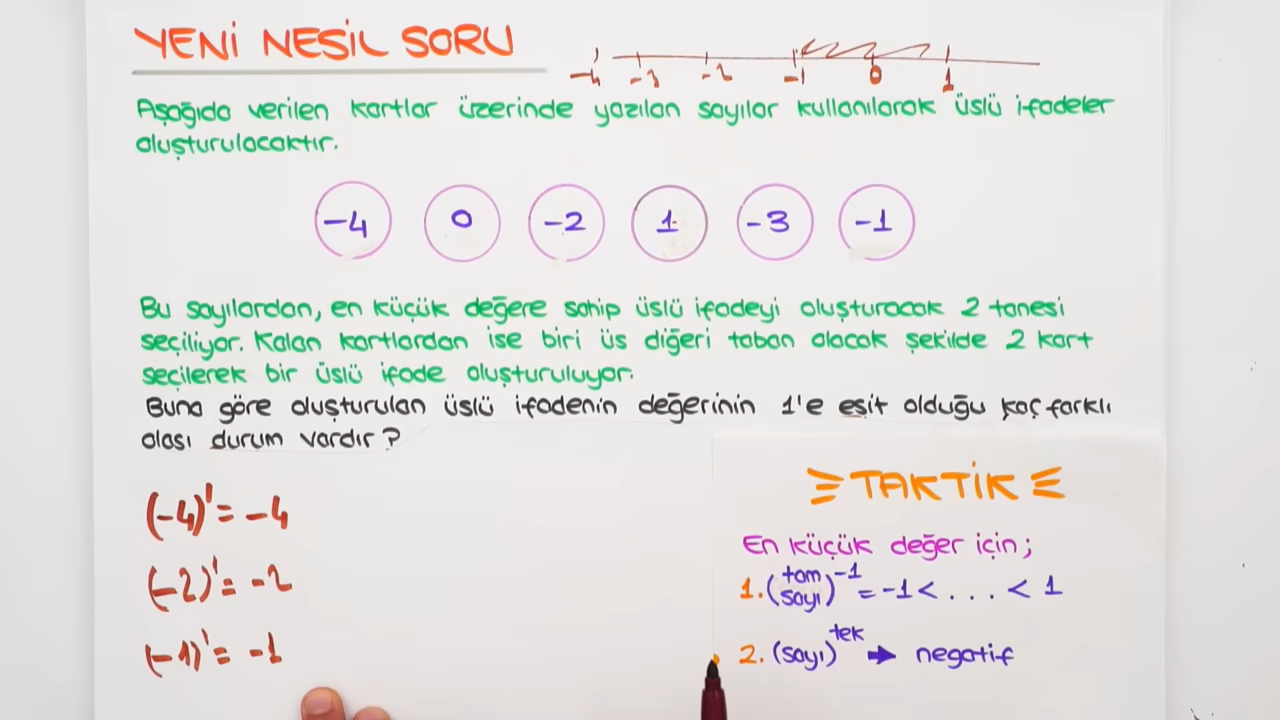 YENİ NESİL SORU
-4 -3 -2 -1 0 1
Aşağıda verilen kartlar üzerinde yazılan sayılar kullanılarak üslü ifadeler
oluşturulacaktır.
-4 0 -2 1 -3 -1
Bu sayılardan, en küçük değere sahip üslü ifadeyi oluşturacak 2 tanesi
seçiliyor. Kalan kartlardan ise biri üs diğeri taban olacak şekilde 2 kart
seçilerek bir üslü ifade oluşturuluyor.
Buna göre oluşturulan üslü ifadenin değerinin 1'e eşit olduğu kaç farklı
olası durum vardır?
(-4)¹ = -4
(-2)¹ = -2
(-1)¹ = -1
TAKTİK
En küçük değer için;
1. (tam sayı)⁻¹ = -1 < ... < 1
2. (sayı)^tek → negatif